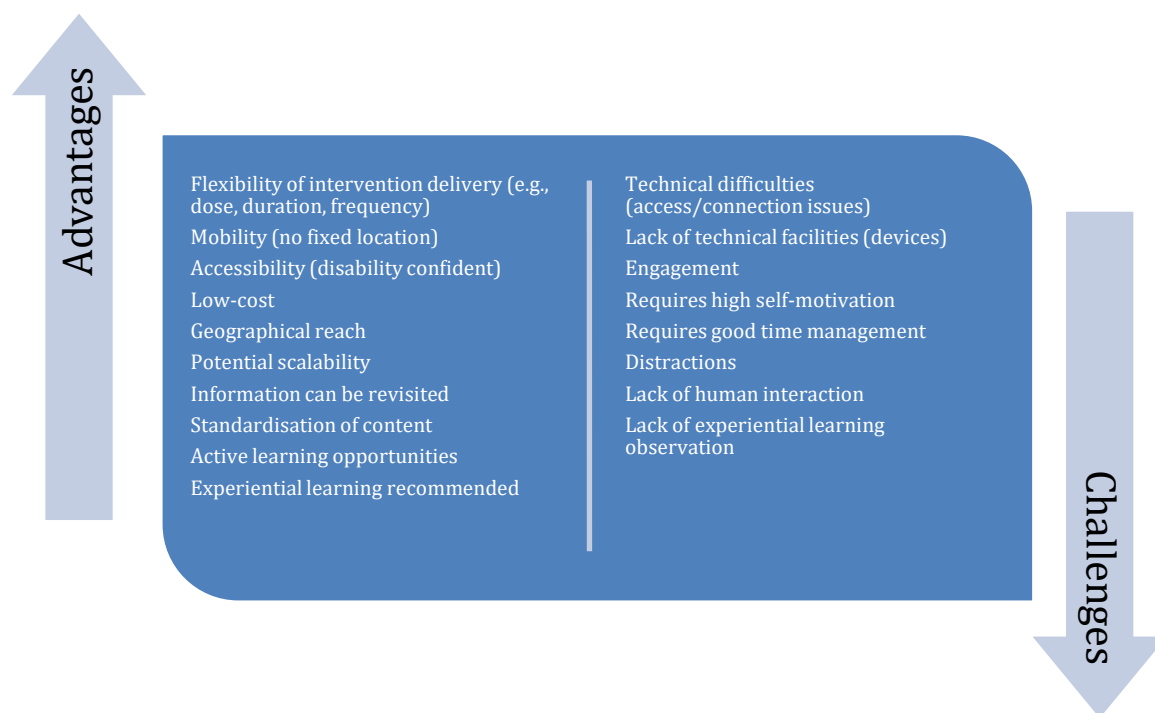 Advantages
Flexibility of intervention delivery (e.g.,
dose, duration, frequency)
Mobility (no fixed location)
Accessibility (disability confident)
Low-cost
Geographical reach
Potential scalability
Information can be revisited
Standardisation of content
Active learning opportunities
Experiential learning recommended
Technical difficulties
(access/connection issues)
Lack of technical facilities (devices)
Engagement
Requires high self-motivation
Requires good time management
Distractions
Lack of human interaction
Lack of experiential learning
observation
Challenges